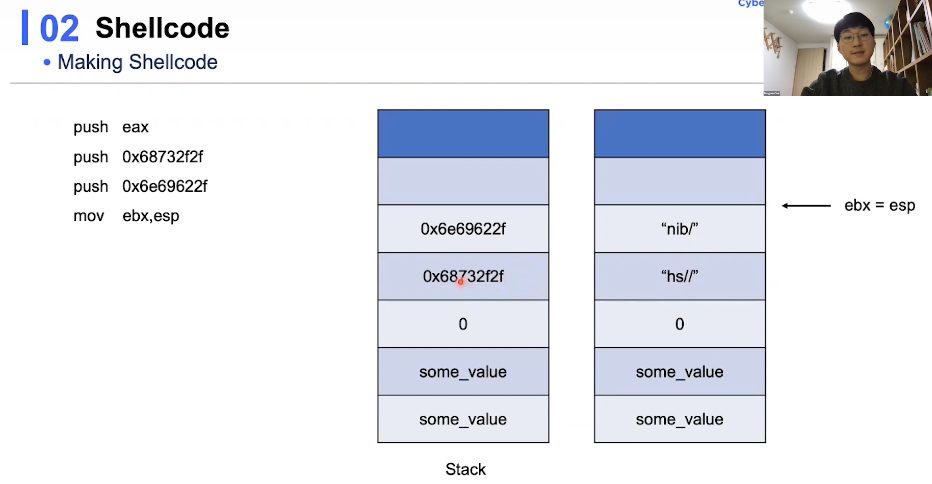 Cybe
02 Shellcode
• Making Shellcode
push eax
push 0x68732f2f
push 0x6e69622f
mov ebx,esp
0x6e69622f
0x68732f2f
0
some_value
some_value
Stack
“nib/”
“hs//”
0
some_value
some_value
ebx = esp